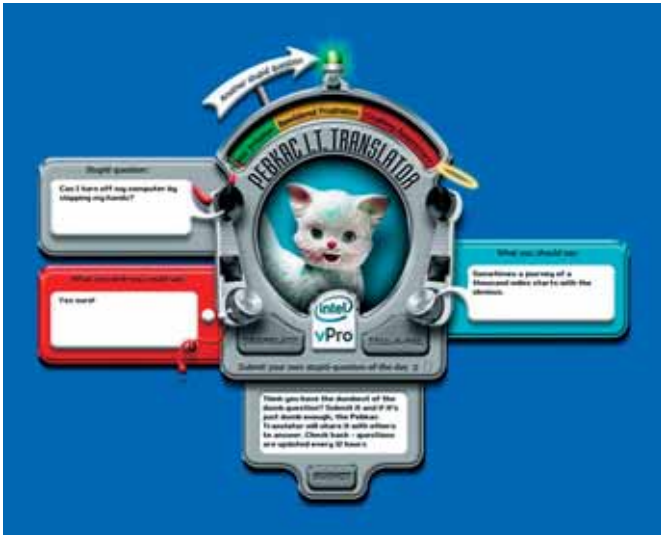 Another stupid question
Bewildered Frustration
PEBKAC I.T. TRANSLATOR
Stupid question:
Can I turn off my computer by
clapping my hands?
What you wish you could say:
You nord!
What you should say:
Sometimes a journey of a
thousand miles starts with the
obvious.
intel
vPro
Submit your own stupid-question-of-the-day
Think you have the dumbest of the
dumb question? Submit it and if it's
just dumb enough, the Pebkac
Translator will share it with others
to answer. Check back - questions
are updated every 12 hours